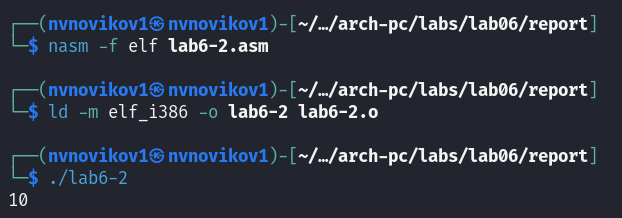 ┌──(nvnovikov1㉿nvnovikov1)-[~/…/arch-pc/labs/lab06/report]
└─$ nasm -f elf lab6-2.asm
┌──(nvnovikov1㉿nvnovikov1)-[~/…/arch-pc/labs/lab06/report]
└─$ ld -m elf_i386 -o lab6-2 lab6-2.o
┌──(nvnovikov1㉿nvnovikov1)-[~/…/arch-pc/labs/lab06/report]
└─$ ./lab6-2
10